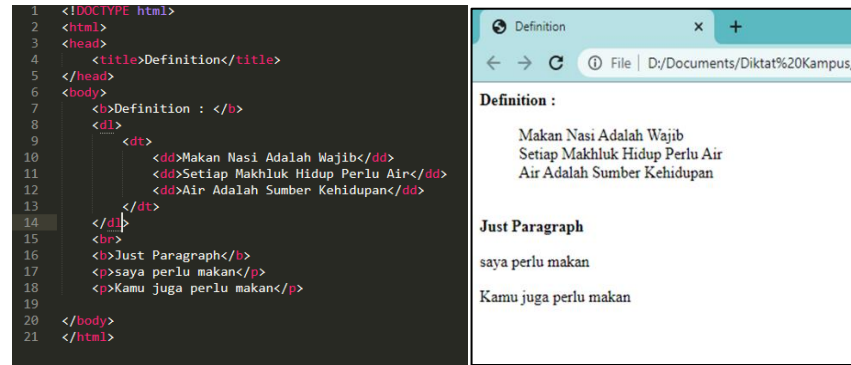 1 <!DOCTYPE html>
2 <html>
3 <head>
4 <title>Definition</title>
5 </head>
6 <body>
7 <b>Definition : </b>
8 <dl>
9 <dt>
10 <dd>Makan Nasi Adalah Wajib</dd>
11 <dd>Setiap Makhluk Hidup Perlu Air</dd>
12 <dd>Air Adalah Sumber Kehidupan</dd>
13 </dt>
14 </dl>
15 <br>
16 <b>Just Paragraph</b>
17 <p>saya perlu makan</p>
18 <p>Kamu juga perlu makan</p>
19
20 </body>
21 </html>
Definition
File | D:/Documents/Diktat%20Kampus
Definition :
Makan Nasi Adalah Wajib
Setiap Makhluk Hidup Perlu Air
Air Adalah Sumber Kehidupan
Just Paragraph
saya perlu makan
Kamu juga perlu makan